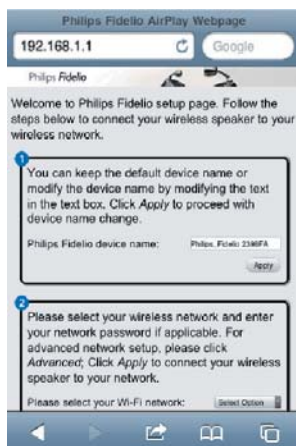 Philips Fidelio AirPlay Webpage
192.168.1.1
Google
Philips Fidelio
Welcome to Philips Fidelio setup page. Follow the
steps below to connect your wireless speaker to your
wireless network.
1
You can keep the default device name or
modify the device name by modifying the text
in the text box. Click Apply to proceed with
device name change.
Philips Fidelio device name:
Philips_Fidelio 2398FA
Apply
2
Please select your wireless network and enter
your network password if applicable. For
advanced network setup, please click
Advanced; Click Apply to connect your wireless
speaker to your network.
Please select your Wi-Fi network:
Select Option